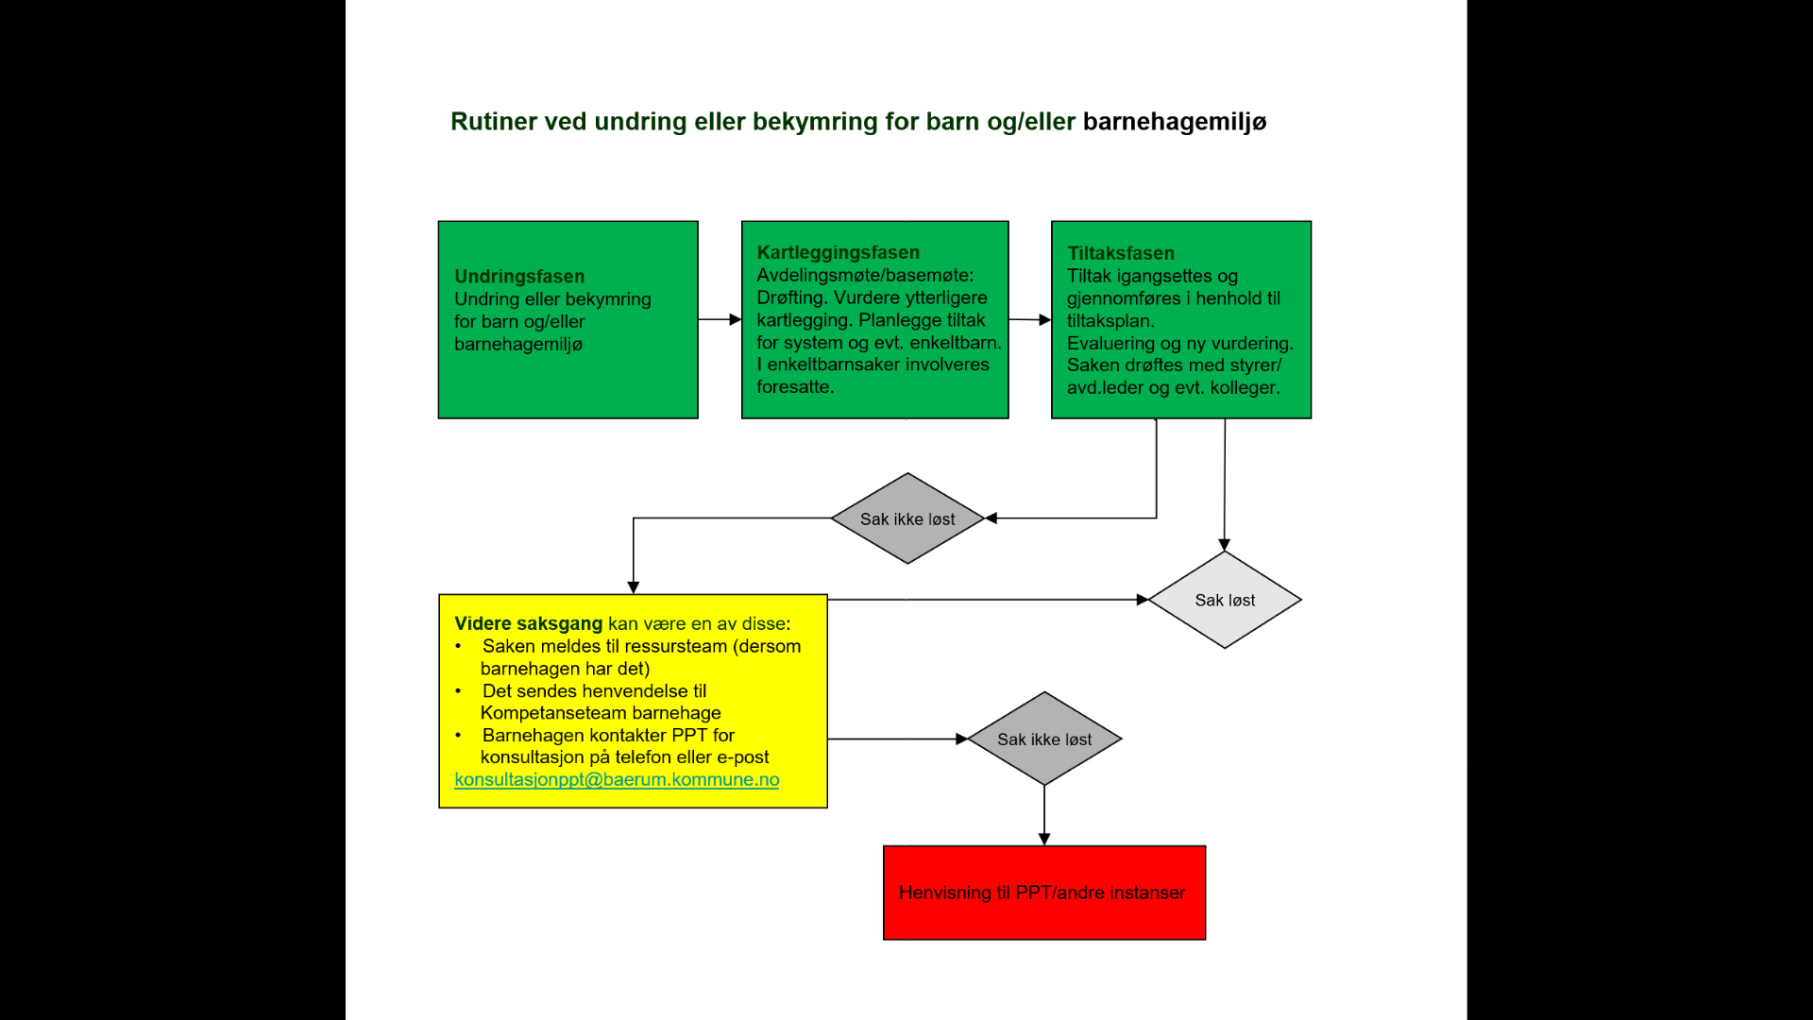 Rutiner ved undring eller bekymring for barn og/eller barnehagemiljø
Undringsfasen
Undring eller bekymring
for barn og/eller
barnehagemiljø
Kartleggingsfasen
Avdelingsmøte/basemøte:
Drøfting. Vurdere ytterligere
kartlegging. Planlegge tiltak
for system og evt. enkeltbarn.
I enkeltbarnsaker involveres
foresatte.
Tiltaksfasen
Tiltak igangsettes og
gjennomføres i henhold til
tiltaksplan.
Evaluering og ny vurdering.
Saken drøftes med styrer/
avd.leder og evt. kolleger.
Sak ikke løst
Sak løst
Videre saksgang kan være en av disse:
• Saken meldes til ressursteam (dersom
barnehagen har det)
• Det sendes henvendelse til
Kompetanseteam barnehage
• Barnehagen kontakter PPT for
konsultasjon på telefon eller e-post
konsultasjonppt@baerum.kommune.no
Sak ikke løst
Henvisning til PPT/andre instanser